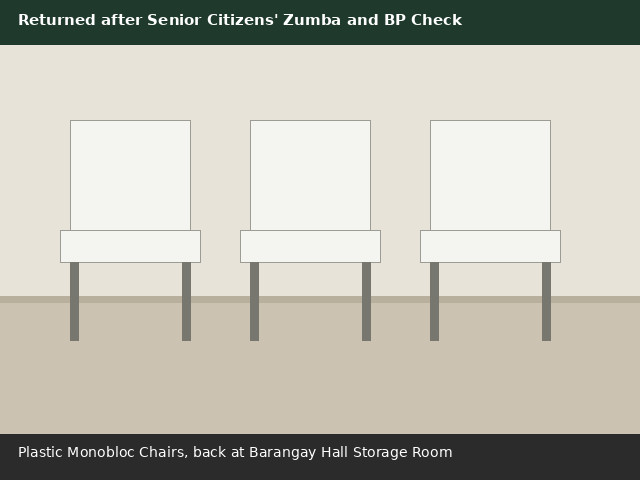 Returned after Senior Citizens' Zumba and BP Check
Plastic Monobloc Chairs, back at Barangay Hall Storage Room